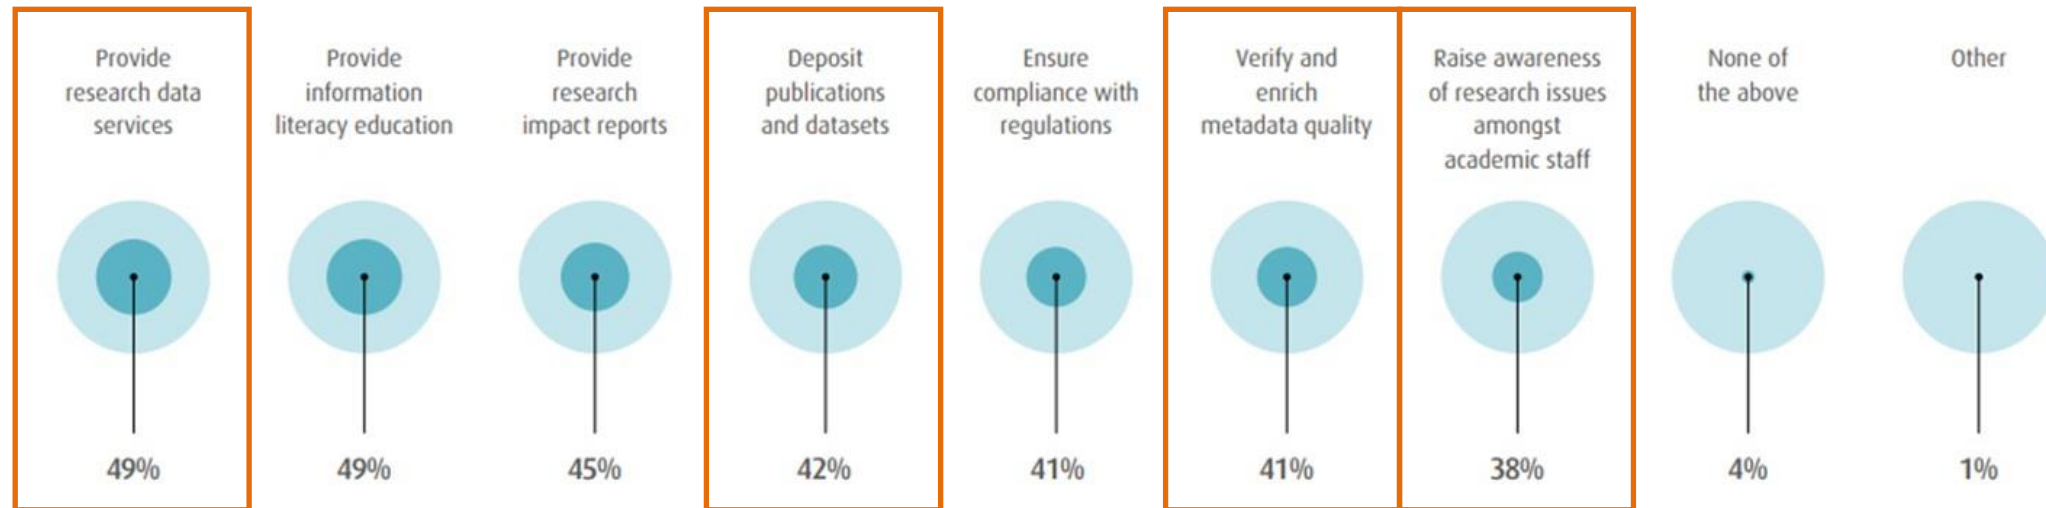 Provide
research data
services
49%
Provide
information
literacy education
49%
Provide
research
impact reports
45%
Deposit
publications
and datasets
42%
Ensure
compliance with
regulations
41%
Verify and
enrich
metadata quality
41%
Raise awareness
of research issues
amongst
academic staff
38%
None of
the above
4%
Other
1%